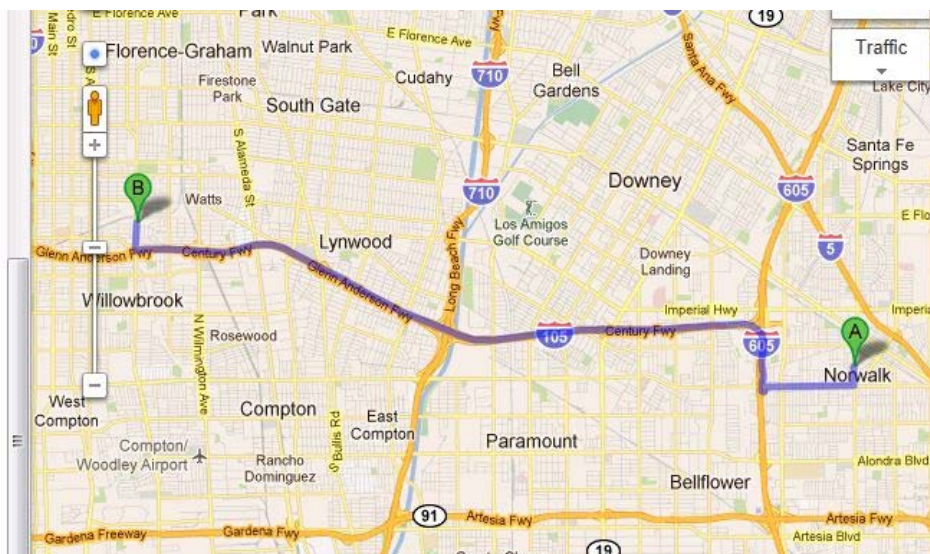 Park
19
Main St
S A
Florence-Graham
Walnut Park
E Florence Ave
Fwy
Santa Ana Fwy
Traffic
Firestone
Park
Cudahy
710
Bell
Gardens
Lake City
South Gate
S Alameda St
605
Santa Fe
Springs
B
Watts
710
Downey
Los Amigos
Golf Course
E Flo
Lynwood
Long Beach Fwy
Downey
Landing
5
Glenn Anderson Fwy
Century Fwy
Glenn Anderson Fwy
Willowbrook
Imperial Hwy
Imperia
N Wilmington Ave
Rosewood
105
Century Fwy
605
A
Norwalk
West
Compton
Compton
S Bullis Rd
East
Compton
Paramount
Compton/
Woodley Airport
Rancho
Dominguez
Alondra Blvd
Bellflower
91
Artesia Fwy
Artesia Fwy
Gardena Freeway
Gardena Fwy
Artesia Blvd
19